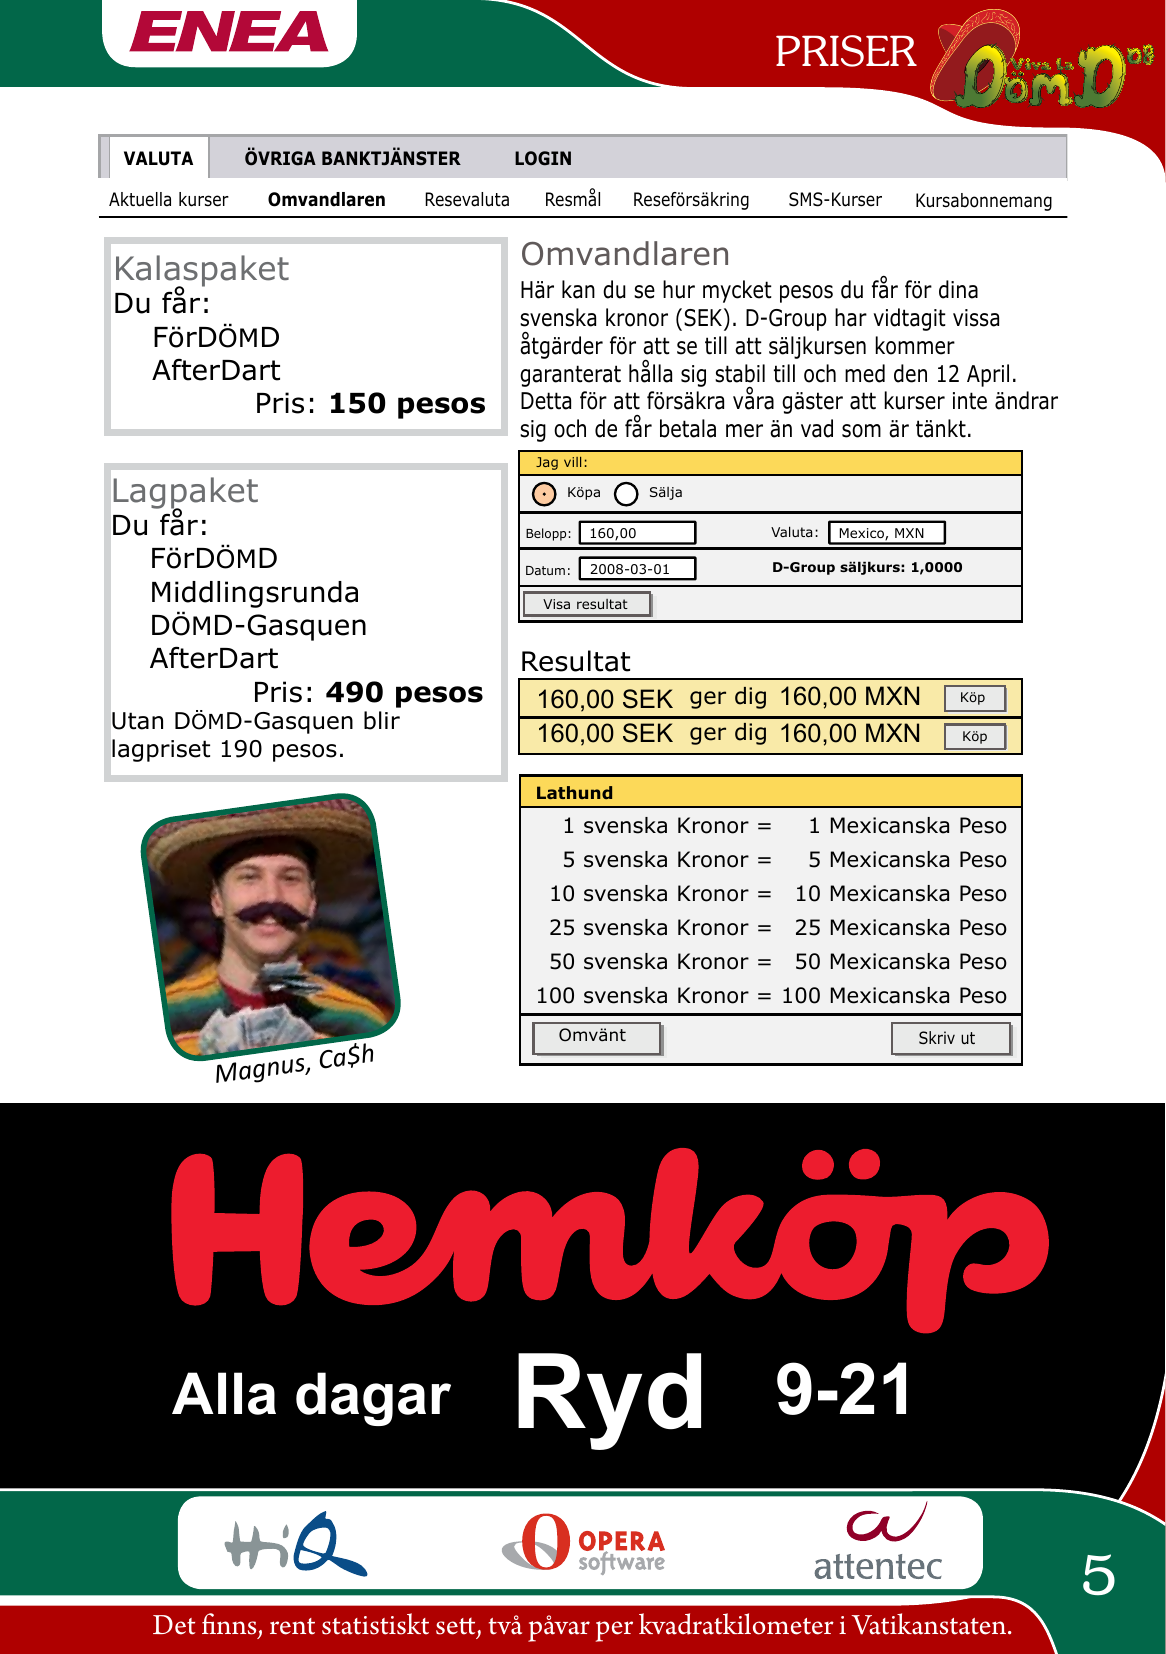 ENEA
PRISER
Viva la
DÖMD 08
VALUTA ÖVRIGA BANKTJÄNSTER LOGIN
Aktuella kurser Omvandlaren Resevaluta Resmål Reseförsäkring SMS-Kurser Kursabonnemang
Kalaspaket
Du får:
FörDÖMD
AfterDart
Pris: 150 pesos
Lagpaket
Du får:
FörDÖMD
Middlingsrunda
DÖMD-Gasquen
AfterDart
Pris: 490 pesos
Utan DÖMD-Gasquen blir
lagpriset 190 pesos.
Magnus, Ca$h
Omvandlaren
Här kan du se hur mycket pesos du får för dina
svenska kronor (SEK). D-Group har vidtagit vissa
åtgärder för att se till att säljkursen kommer
garanterat hålla sig stabil till och med den 12 April.
Detta för att försäkra våra gäster att kurser inte ändrar
sig och de får betala mer än vad som är tänkt.
Jag vill:
Köpa Sälja
Belopp: 160,00 Valuta: Mexico, MXN
Datum: 2008-03-01 D-Group säljkurs: 1,0000
Visa resultat
Resultat
160,00 SEK ger dig 160,00 MXN Köp
160,00 SEK ger dig 160,00 MXN Köp
Lathund
1 svenska Kronor = 1 Mexicanska Peso
5 svenska Kronor = 5 Mexicanska Peso
10 svenska Kronor = 10 Mexicanska Peso
25 svenska Kronor = 25 Mexicanska Peso
50 svenska Kronor = 50 Mexicanska Peso
100 svenska Kronor = 100 Mexicanska Peso
Omvänt Skriv ut
Hemköp
Alla dagar Ryd 9-21
HiQ
OPERA
software
attentec
5
Det finns, rent statistiskt sett, två påvar per kvadratkilometer i Vatikanstaten.